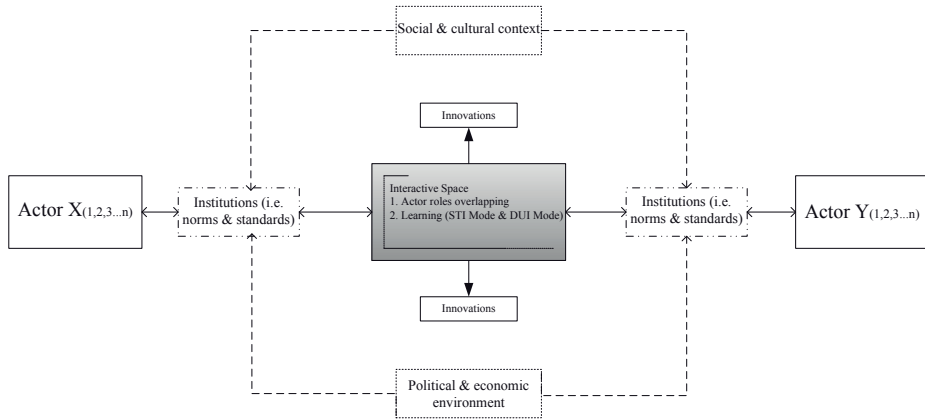 Social & cultural context
Innovations
Actor X(1,2,3...n)
Institutions (i.e.
norms & standards)
Interactive Space
1. Actor roles overlapping
2. Learning (STI Mode & DUI Mode)
Institutions (i.e.
norms & standards)
Actor Y(1,2,3...n)
Innovations
Political & economic
environment